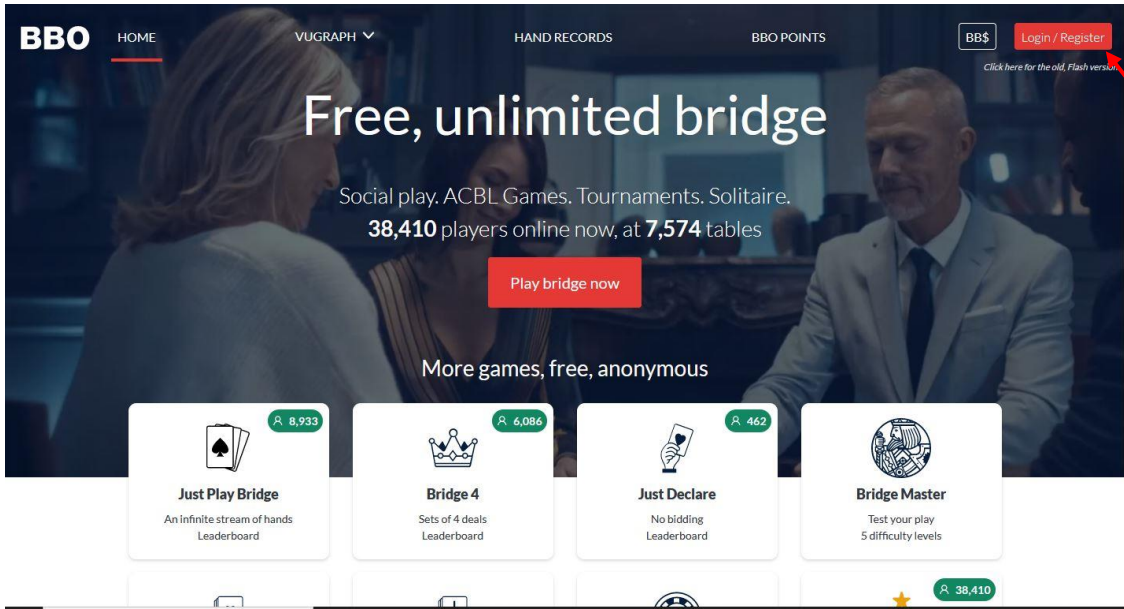 BBO
HOME
VUGRAPH
HAND RECORDS
BBO POINTS
BB$
Login / Register
Click here for the old, Flash version
Free, unlimited bridge
Social play. ACBL Games. Tournaments. Solitaire.
38,410 players online now, at 7,574 tables
Play bridge now
More games, free, anonymous
8,933
Just Play Bridge
An infinite stream of hands
Leaderboard
6,086
Bridge 4
Sets of 4 deals
Leaderboard
462
Just Declare
No bidding
Leaderboard
Bridge Master
Test your play
5 difficulty levels
38,410